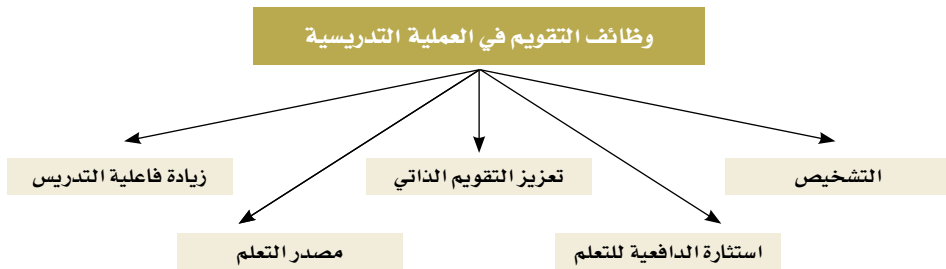 وظائف التقويم في العملية التدريسية
التشخيص
تعزيز التقويم الذاتي
زيادة فاعلية التدريس
استثارة الدافعية للتعلم
مصدر التعلم